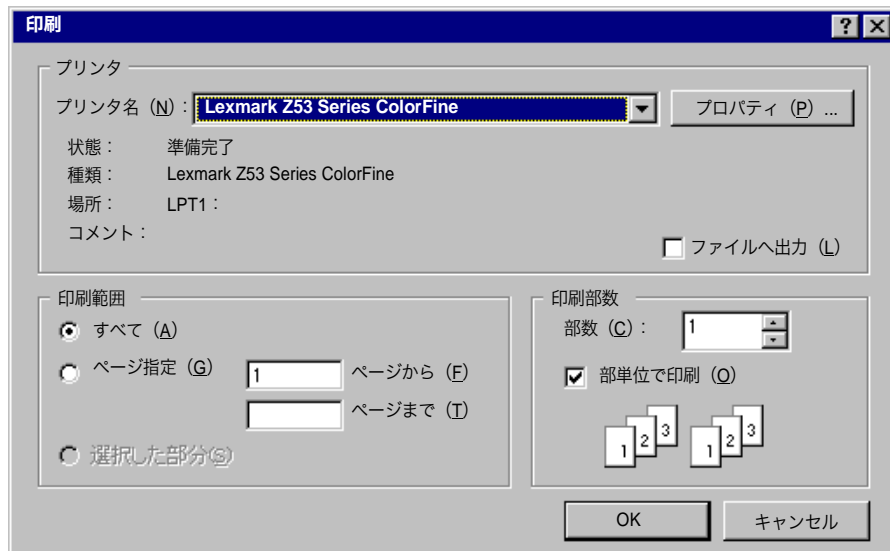 印刷
プリンタ
プリンタ名（N）：Lexmark Z53 Series ColorFine プロパティ（P）...
状態： 準備完了
種類： Lexmark Z53 Series ColorFine
場所： LPT1：
コメント：
ファイルへ出力（L）
印刷範囲
すべて（A）
ページ指定（G） 1 ページから（F）
ページまで（T）
選択した部分(S)
印刷部数
部数（C）： 1
部単位で印刷（O）
1 2 3 1 2 3
OK キャンセル